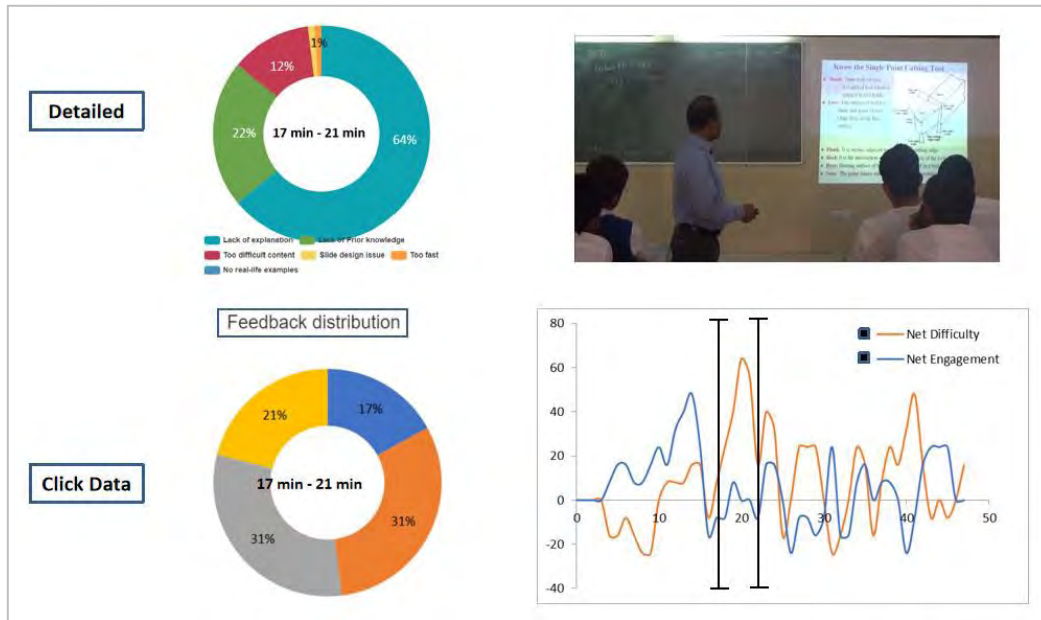 Detailed
1%
12%
22%
17 min - 21 min
64%
Lack of explanation
Lack of Prior knowledge
Too difficult content
Slide design issue
Too fast
No real-life examples
Know the Single Point Cutting Tool
Feedback distribution
Click Data
21%
17%
17 min - 21 min
31%
31%
80
60
40
20
0
-20
-40
0
10
20
30
40
50
Net Difficulty
Net Engagement